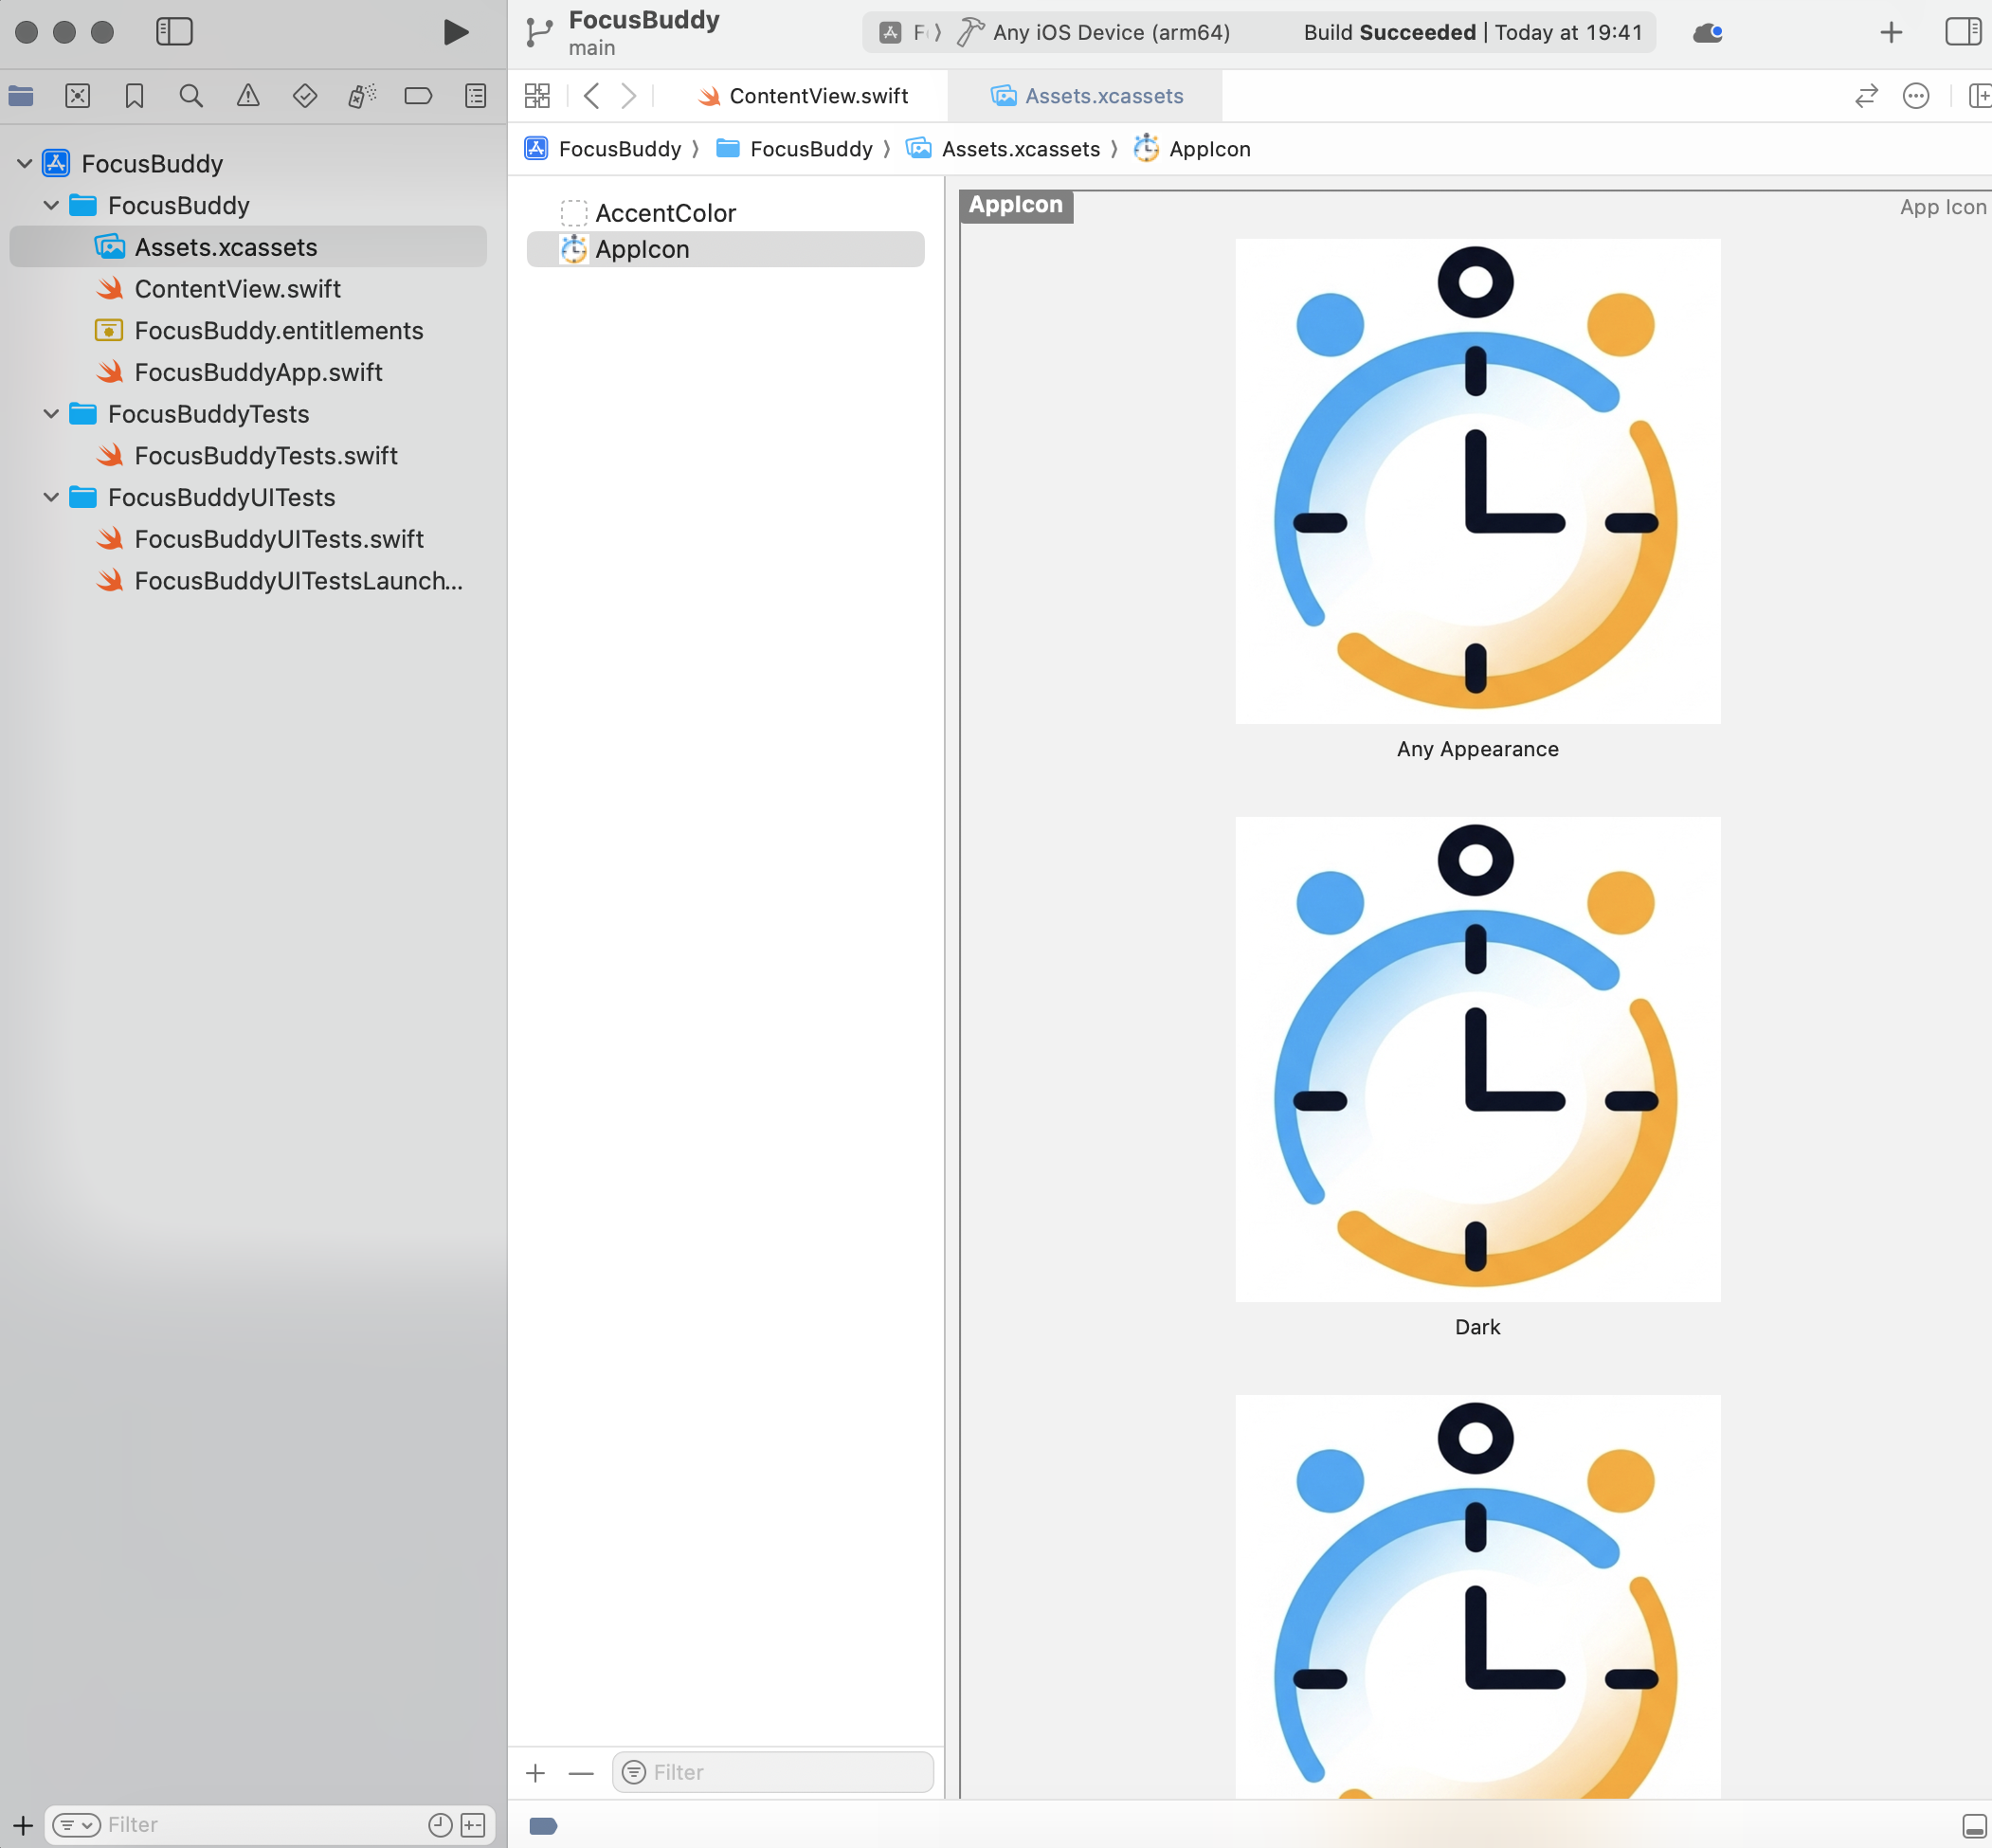 FocusBuddy
main
Any iOS Device (arm64)
Build Succeeded | Today at 19:41
ContentView.swift
Assets.xcassets
FocusBuddy 〉 FocusBuddy 〉 Assets.xcassets 〉 AppIcon
FocusBuddy
FocusBuddy
Assets.xcassets
ContentView.swift
FocusBuddy.entitlements
FocusBuddyApp.swift
FocusBuddyTests
FocusBuddyTests.swift
FocusBuddyUITests
FocusBuddyUITests.swift
FocusBuddyUITestsLaunch...
AccentColor
AppIcon
AppIcon
App Icon
Any Appearance
Dark
Filter
Filter